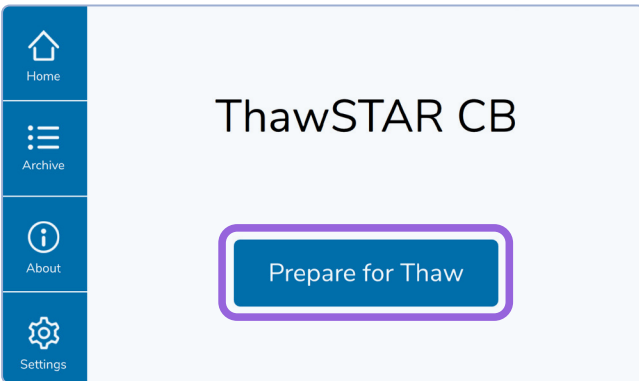 Home
Archive
About
Settings
ThawSTAR CB
Prepare for Thaw